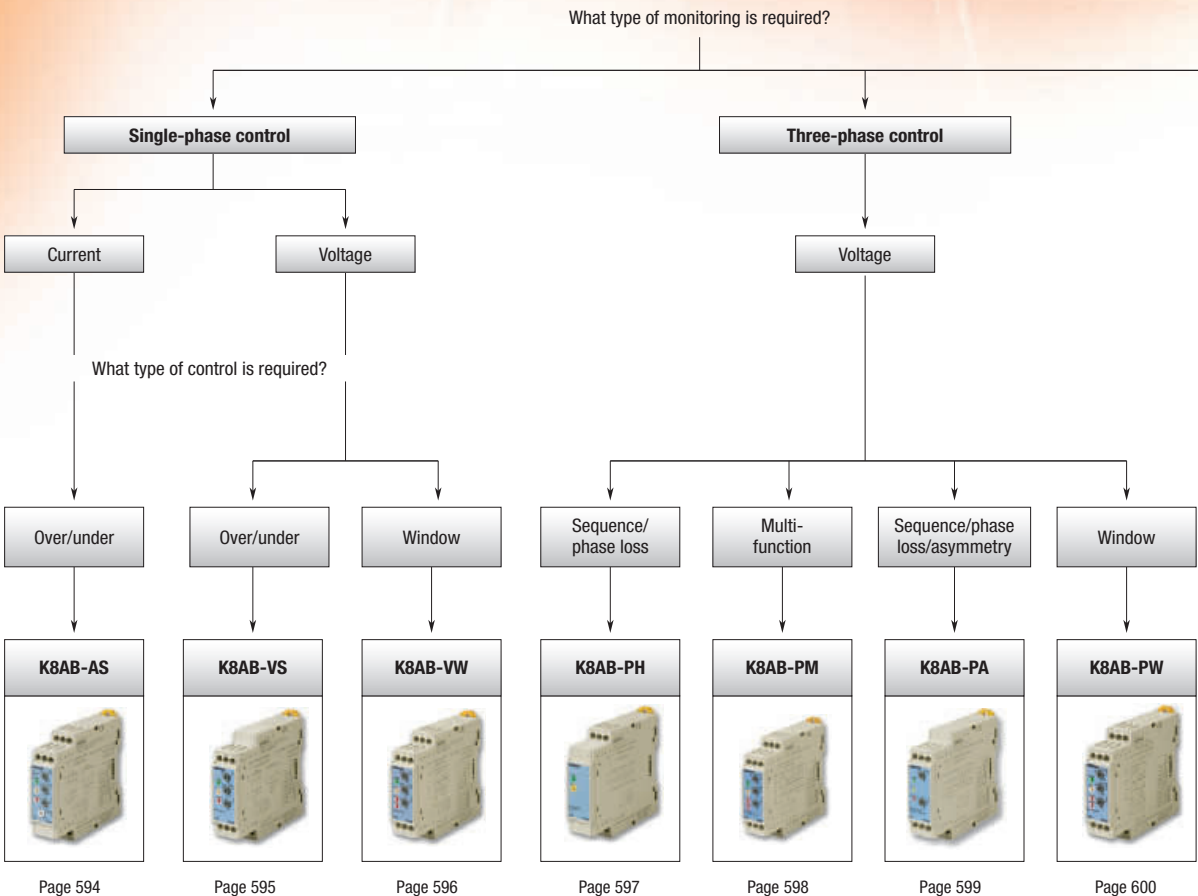 What type of monitoring is required?
Single-phase control
Three-phase control
Current
Voltage
Voltage
What type of control is required?
Over/under
Over/under
Window
Sequence/
phase loss
Multi-
function
Sequence/phase
loss/asymmetry
Window
K8AB-AS
K8AB-VS
K8AB-VW
K8AB-PH
K8AB-PM
K8AB-PA
K8AB-PW
Page 594
Page 595
Page 596
Page 597
Page 598
Page 599
Page 600